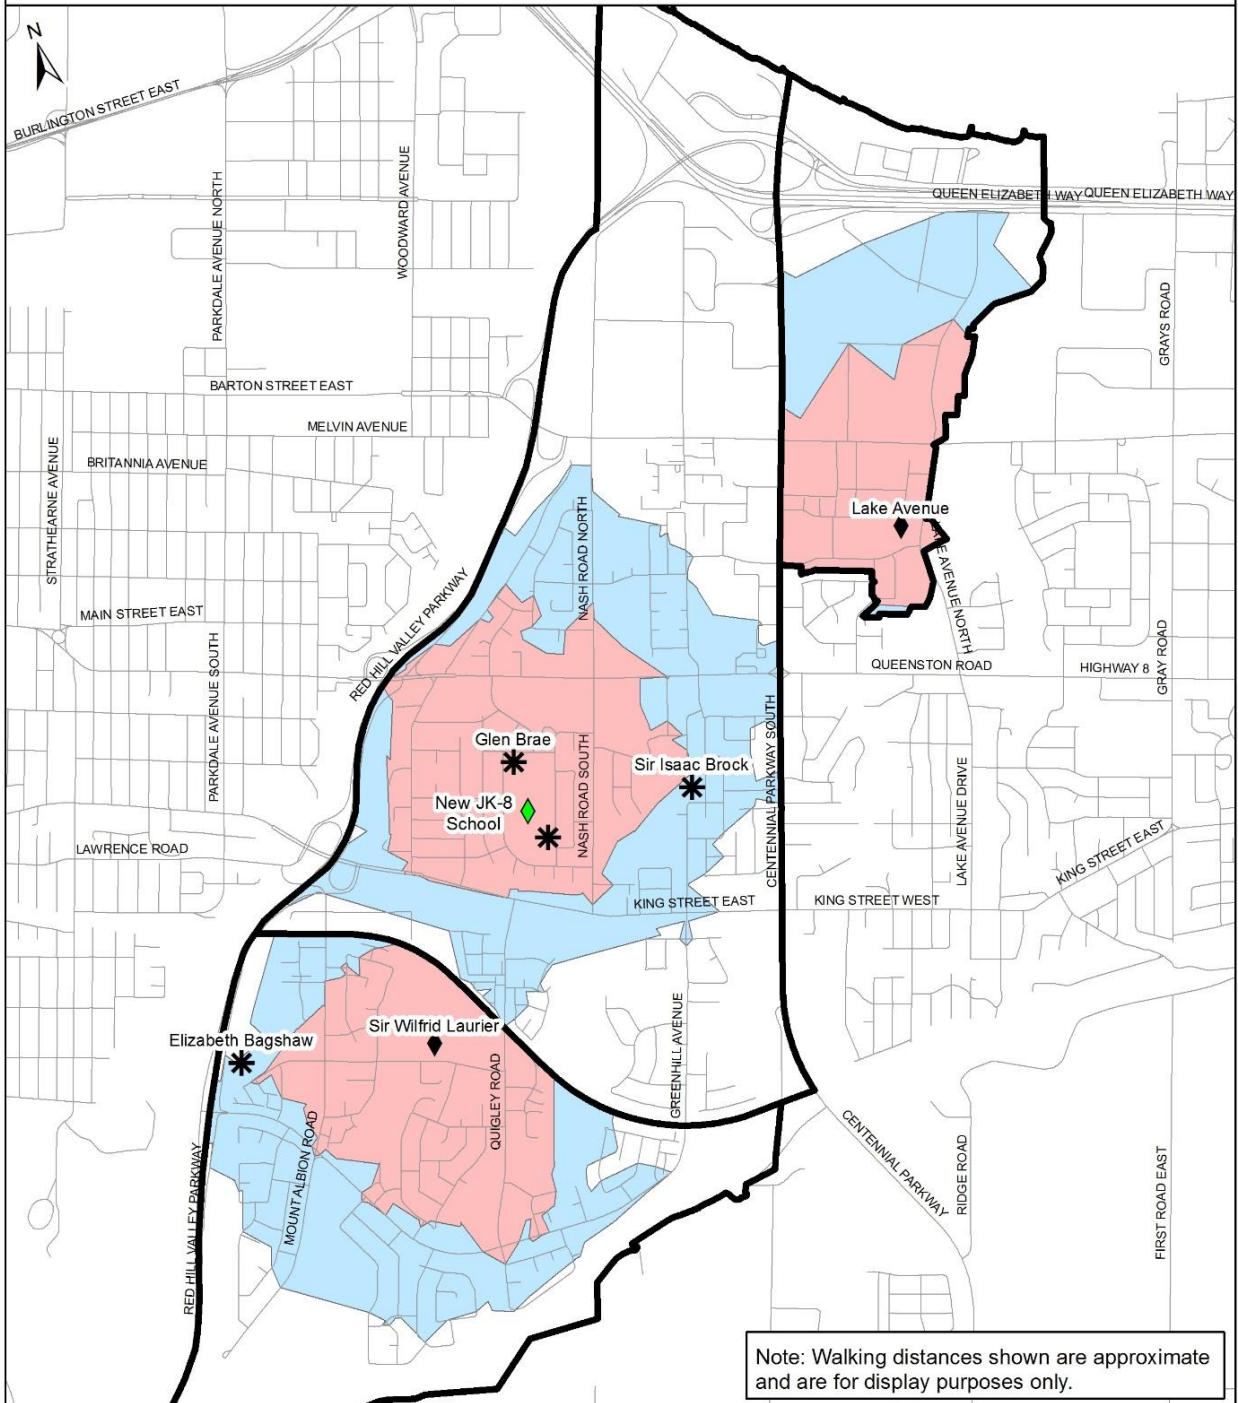 N
BURLINGTON STREET EAST
PARKDALE AVENUE NORTH
WOODWARD AVENUE
QUEEN ELIZABETH WAY
QUEEN ELIZABETH WAY
GRAYS ROAD
BARTON STREET EAST
MELVIN AVENUE
BRITANNIA AVENUE
STRATHEARNE AVENUE
NASH ROAD NORTH
Lake Avenue
LAKE AVENUE NORTH
MAIN STREET EAST
RED HILL VALLEY PARKWAY
PARKDALE AVENUE SOUTH
QUEENSTON ROAD
HIGHWAY 8
GRAY ROAD
Glen Brae
Sir Isaac Brock
New JK-8
School
NASH ROAD SOUTH
CENTENNIAL PARKWAY SOUTH
LAKE AVENUE DRIVE
LAWRENCE ROAD
KING STREET EAST
KING STREET EAST
KING STREET WEST
Elizabeth Bagshaw
Sir Wilfrid Laurier
GREENHILL AVENUE
QUIGLEY ROAD
MOUNT ALBION ROAD
RED HILL VALLEY PARKWAY
CENTENNIAL PARKWAY
RIDGE ROAD
FIRST ROAD EAST
Note: Walking distances shown are approximate
and are for display purposes only.